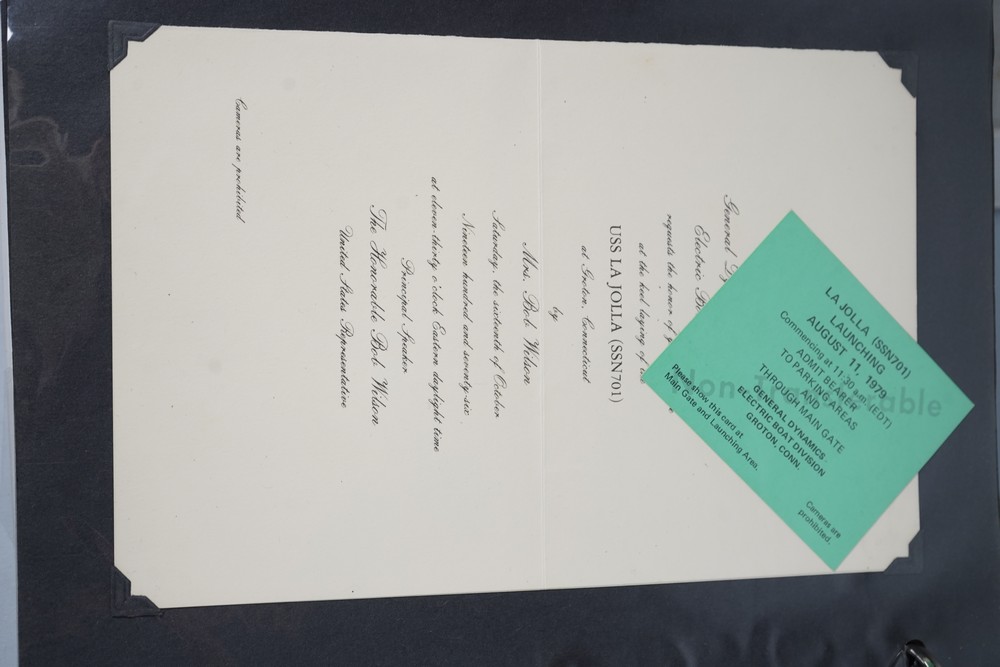 General
Electric
requests the honor of
at the keel laying of
USS LA JOLLA (SSN701)
at Groton, Connecticut
by
Mrs. Bob Wilson
Saturday, the sixteenth of October
Nineteen hundred and seventy-six
at eleven-thirty o'clock Eastern daylight time
Principal Speaker
The Honorable Bob Wilson
United States Representative
Cameras are prohibited
LA JOLLA (SSN701)
LAUNCHING
AUGUST 11, 1979
Commencing at 11:30 a.m. (EDT)
ADMIT BEARER
TO PARKING AREAS
AND
THROUGH MAIN GATE
GENERAL DYNAMICS
ELECTRIC BOAT DIVISION
GROTON, CONN.
Please show this card at
Main Gate and Launching Area.
Cameras are
prohibited.
Non Transferable